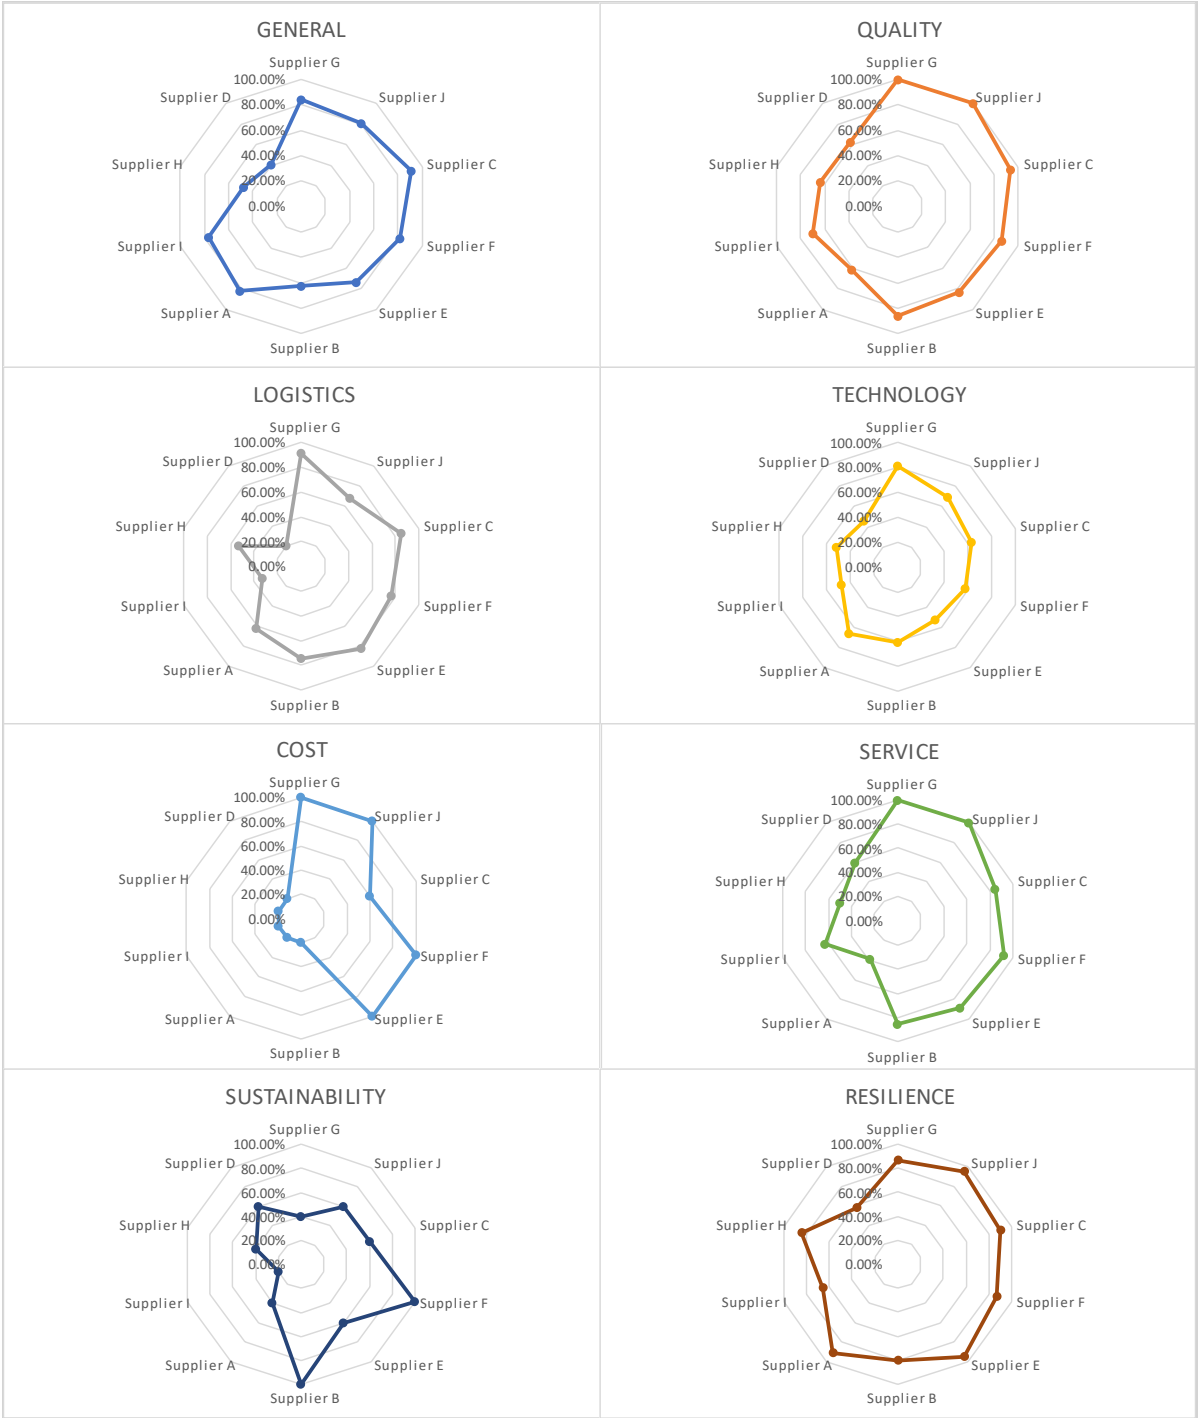 GENERAL
Supplier G
100.00%
Supplier D
80.00%
Supplier J
60.00%
Supplier H
40.00%
Supplier C
20.00%
0.00%
Supplier I
Supplier F
Supplier A
Supplier E
Supplier B
QUALITY
Supplier G
100.00%
Supplier D
80.00%
Supplier J
60.00%
Supplier H
40.00%
Supplier C
20.00%
0.00%
Supplier I
Supplier F
Supplier A
Supplier E
Supplier B
LOGISTICS
Supplier G
100.00%
Supplier D
80.00%
Supplier J
60.00%
40.00%
Supplier H
Supplier C
20.00%
0.00%
Supplier I
Supplier F
Supplier A
Supplier E
Supplier B
TECHNOLOGY
Supplier G
100.00%
Supplier D
80.00%
Supplier J
60.00%
40.00%
Supplier H
Supplier C
20.00%
0.00%
Supplier I
Supplier F
Supplier A
Supplier E
Supplier B
COST
Supplier G
100.00%
Supplier D
80.00%
Supplier J
60.00%
40.00%
Supplier H
Supplier C
20.00%
0.00%
Supplier I
Supplier F
Supplier A
Supplier E
Supplier B
SERVICE
Supplier G
100.00%
Supplier D
80.00%
Supplier J
60.00%
40.00%
Supplier H
Supplier C
20.00%
0.00%
Supplier I
Supplier F
Supplier A
Supplier E
Supplier B
SUSTAINABILITY
Supplier G
100.00%
Supplier D
80.00%
Supplier J
60.00%
40.00%
Supplier H
Supplier C
20.00%
0.00%
Supplier I
Supplier F
Supplier A
Supplier E
Supplier B
RESILIENCE
Supplier G
100.00%
Supplier D
80.00%
Supplier J
60.00%
40.00%
Supplier H
Supplier C
20.00%
0.00%
Supplier I
Supplier F
Supplier A
Supplier E
Supplier B